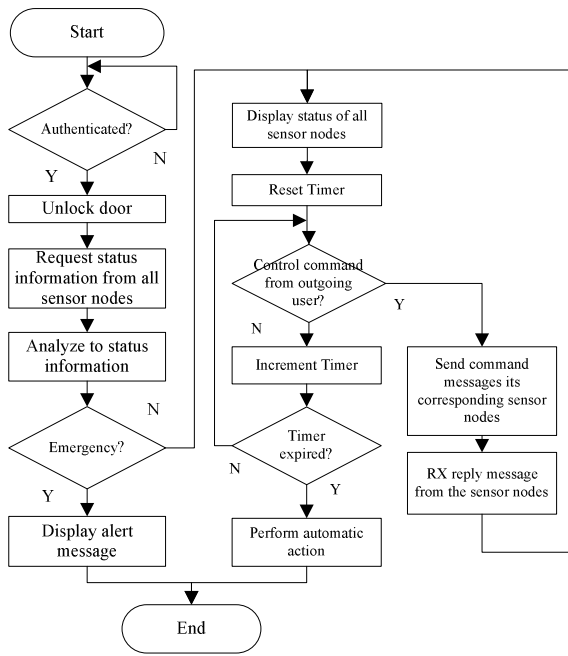 Start
Authenticated?
N
Y
Unlock door
Request status
information from all
sensor nodes
Analyze to status
information
N
Emergency?
Y
Display alert
message
Display status of all
sensor nodes
Reset Timer
Control command
from outgoing
user?
Y
N
Increment Timer
Timer
expired?
N
Y
Perform automatic
action
Send command
messages its
corresponding sensor
nodes
RX reply message
from the sensor nodes
End